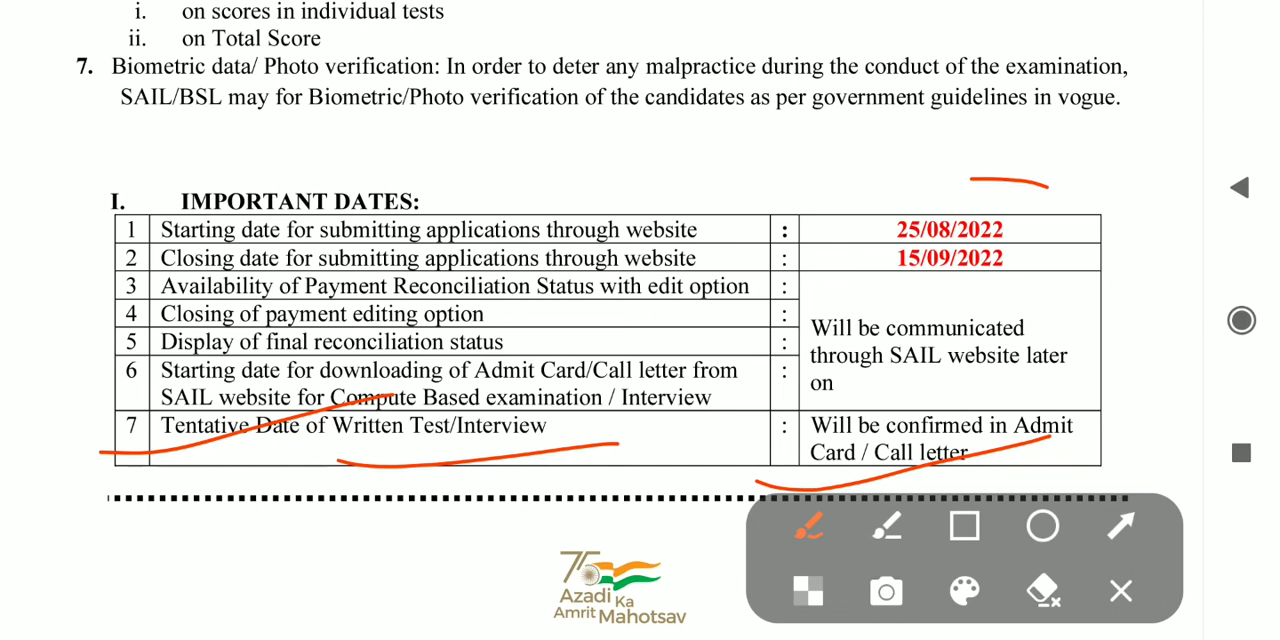 i. on scores in individual tests
ii. on Total Score
7. Biometric data/ Photo verification: In order to deter any malpractice during the conduct of the examination,
SAIL/BSL may for Biometric/Photo verification of the candidates as per government guidelines in vogue.
I. IMPORTANT DATES:
1 Starting date for submitting applications through website : 25/08/2022
2 Closing date for submitting applications through website : 15/09/2022
3 Availability of Payment Reconciliation Status with edit option :
4 Closing of payment editing option :
5 Display of final reconciliation status :
Will be communicated
through SAIL website later
on
6 Starting date for downloading of Admit Card/Call letter from :
SAIL website for Compute Based examination / Interview
7 Tentative Date of Written Test/Interview : Will be confirmed in Admit
Card / Call letter
75
Azadi Ka
Amrit Mahotsav